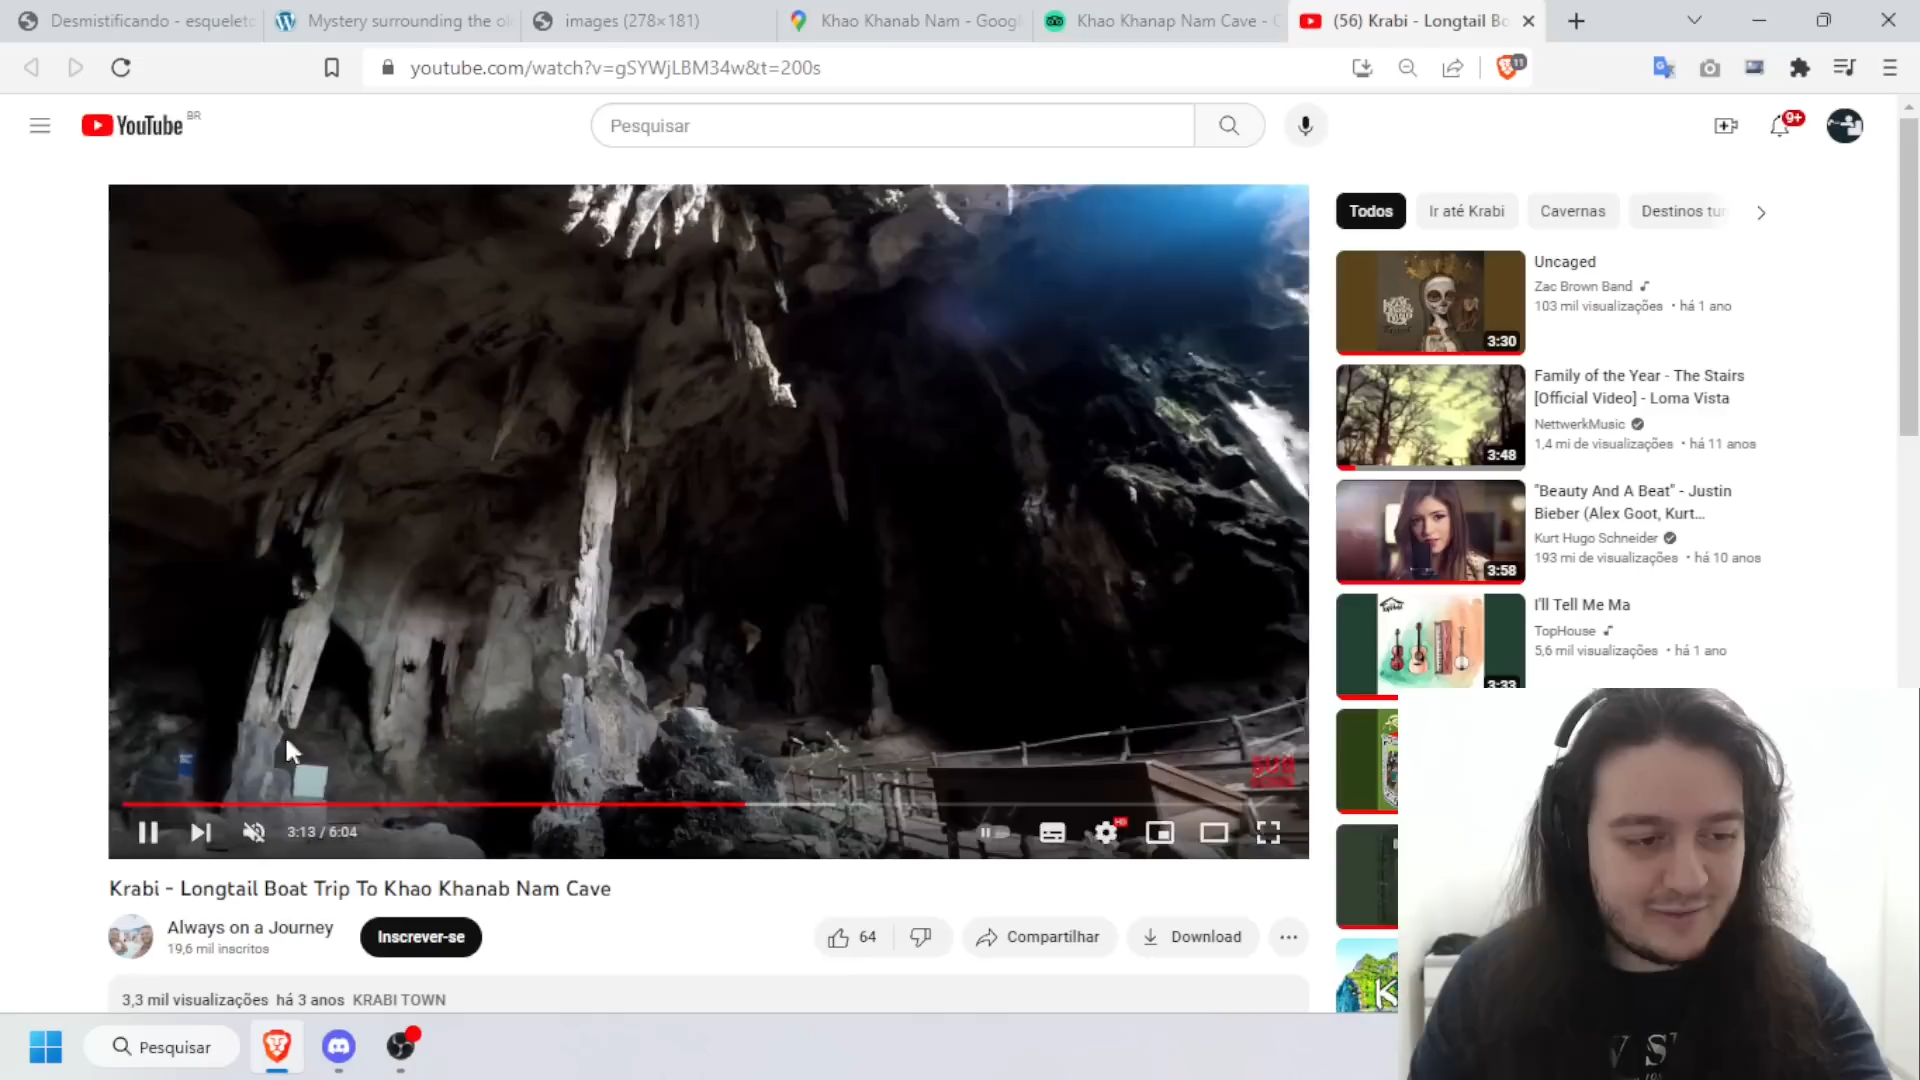 Desmistificando - esqueleto
Mystery surrounding the ol
images (278×181)
Khao Khanab Nam - Googl
Khao Khanap Nam Cave - C
(56) Krabi - Longtail Bo
youtube.com/watch?v=gSYWjLBM34w&t=200s
11
YouTube BR
Pesquisar
9+
Todos
Ir até Krabi
Cavernas
Destinos tur
Uncaged
Zac Brown Band
103 mil visualizações • há 1 ano
3:30
Family of the Year - The Stairs
[Official Video] - Loma Vista
NettwerkMusic
1,4 mi de visualizações • há 11 anos
3:48
"Beauty And A Beat" - Justin
Bieber (Alex Goot, Kurt...
Kurt Hugo Schneider
193 mi de visualizações • há 10 anos
3:58
I'll Tell Me Ma
TopHouse
5,6 mil visualizações • há 1 ano
3:33
3:13 / 6:04
HD
Krabi - Longtail Boat Trip To Khao Khanab Nam Cave
Always on a Journey
19,6 mil inscritos
Inscrever-se
64
Compartilhar
Download
3,3 mil visualizações há 3 anos KRABI TOWN
Pesquisar